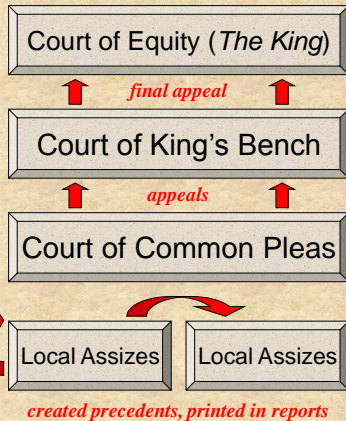 Court of Equity (The King)
final appeal
Court of King's Bench
appeals
Court of Common Pleas
Local Assizes
Local Assizes
created precedents, printed in reports